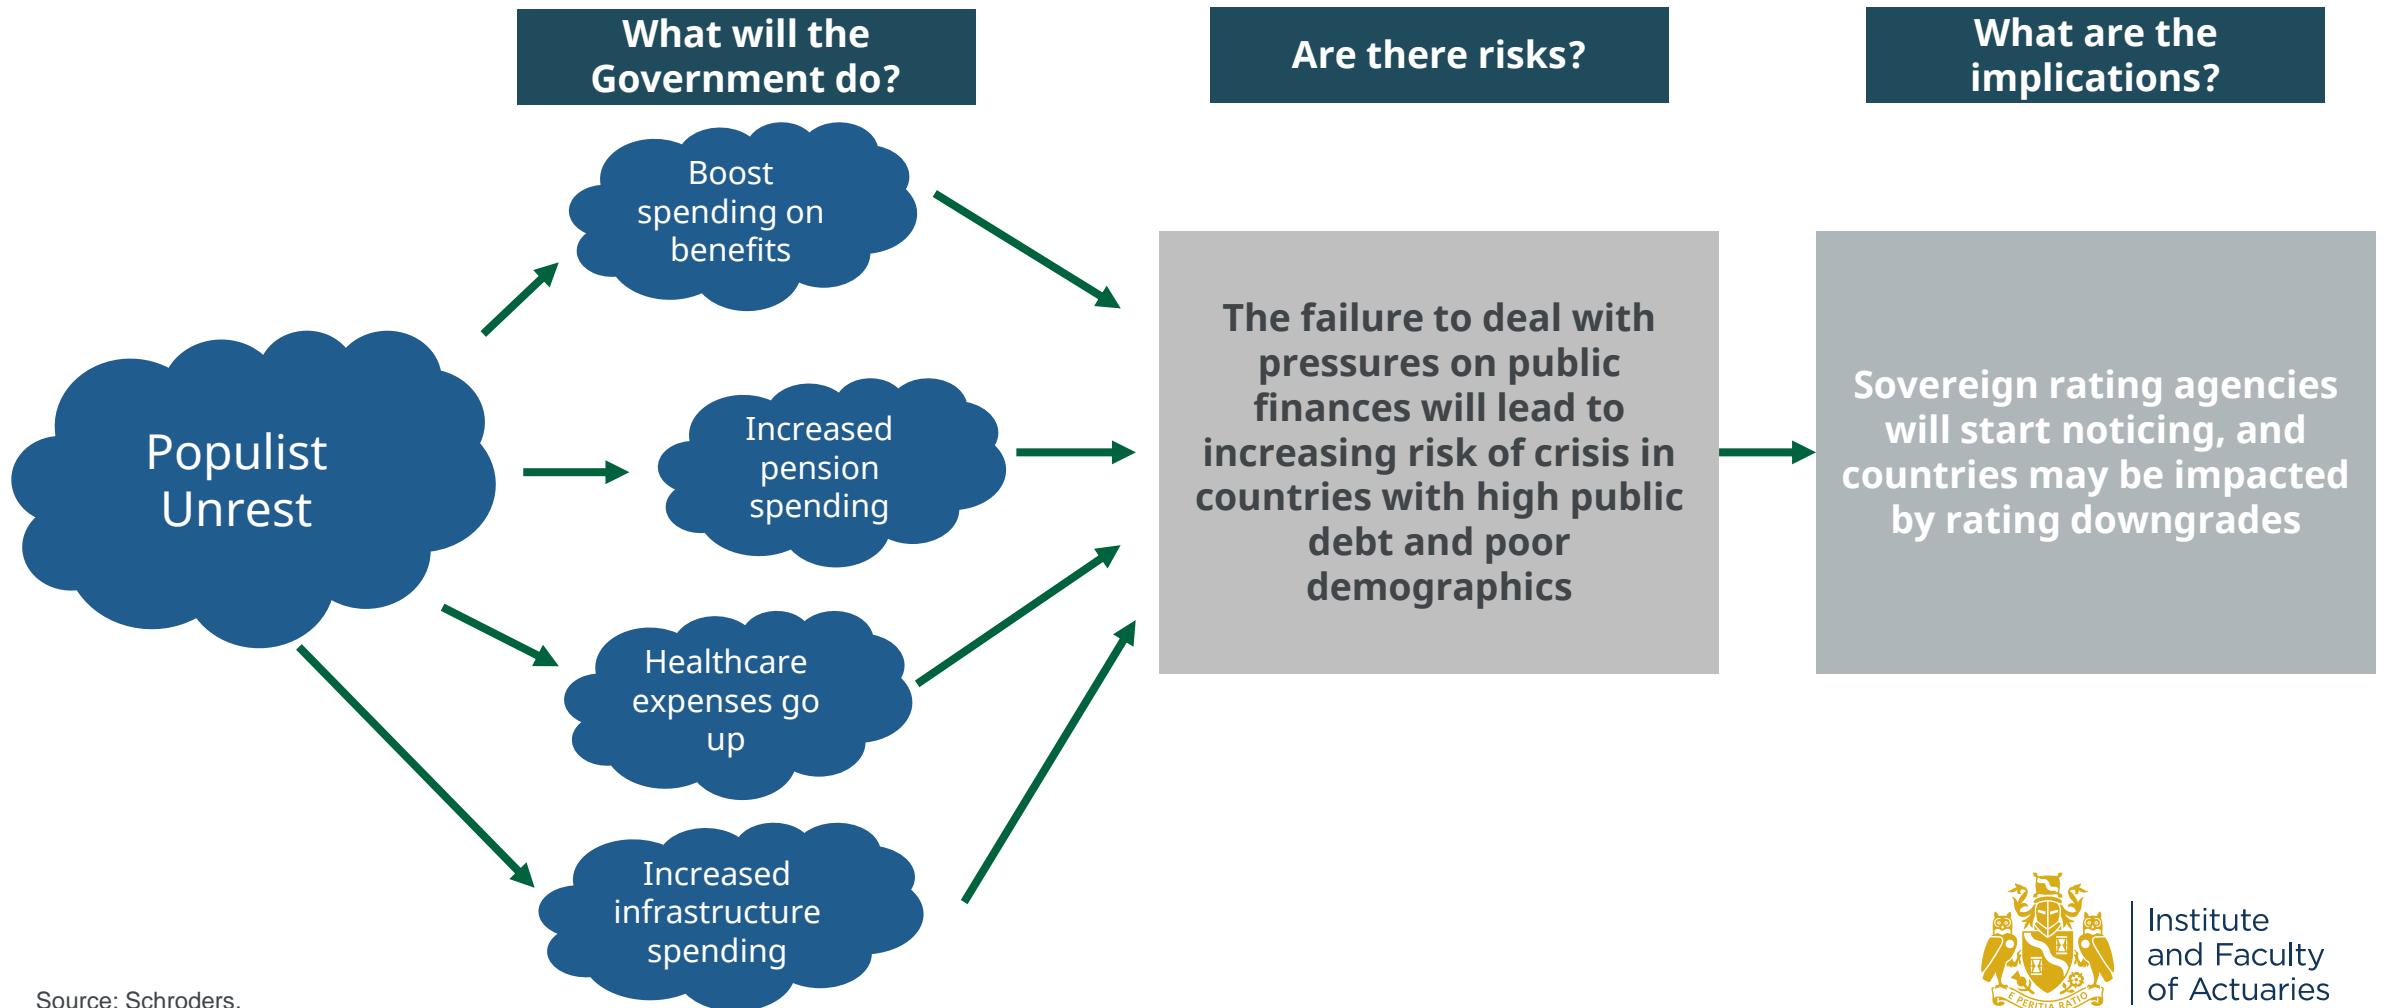 What will the
Government do?
Are there risks?
What are the
implications?
Boost
spending on
benefits
Populist
Unrest
Increased
pension
spending
Healthcare
expenses go
up
Increased
infrastructure
spending
The failure to deal with
pressures on public
finances will lead to
increasing risk of crisis in
countries with high public
debt and poor
demographics
Sovereign rating agencies
will start noticing, and
countries may be impacted
by rating downgrades
Source: Schroders.
E PERITIA RATIO
Institute
and Faculty
of Actuaries